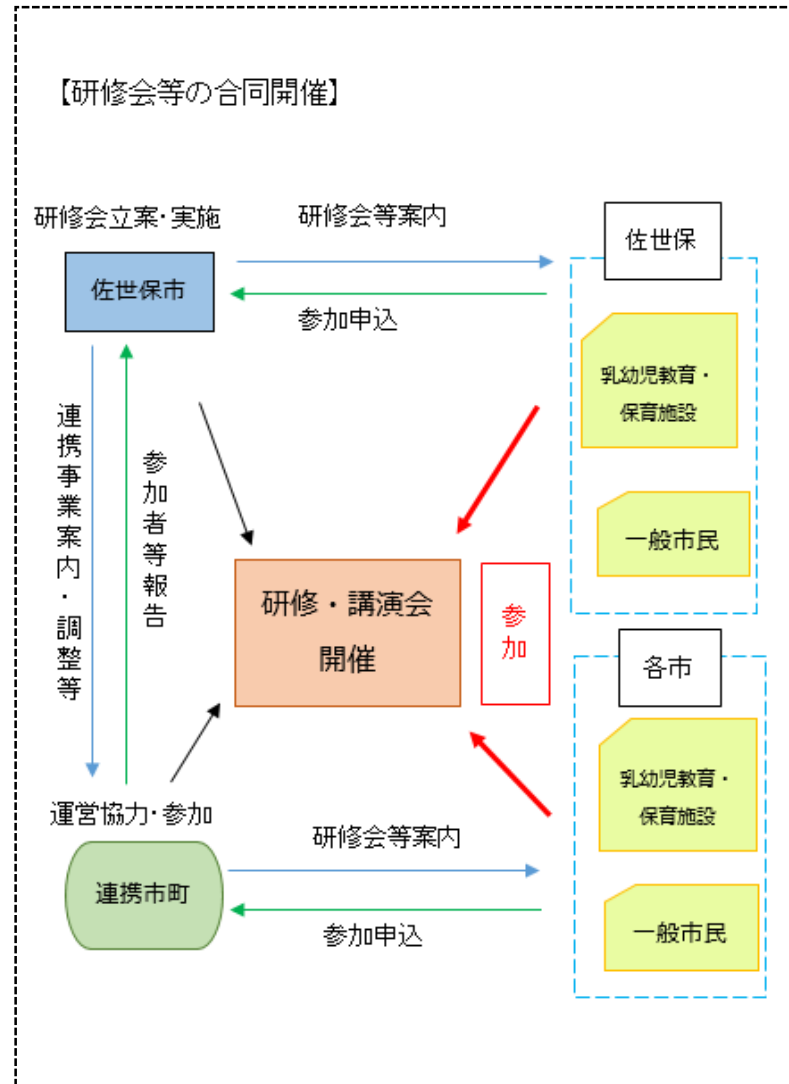 【研修会等の合同開催】
研修会立案･実施
研修会等案内
佐世保
佐世保市
参加申込
乳幼児教育・
保育施設
一般市民
連携事業案内・調整等
参加者等報告
研修・講演会
開催
参加
各市
乳幼児教育・
保育施設
一般市民
運営協力･参加
研修会等案内
連携市町
参加申込